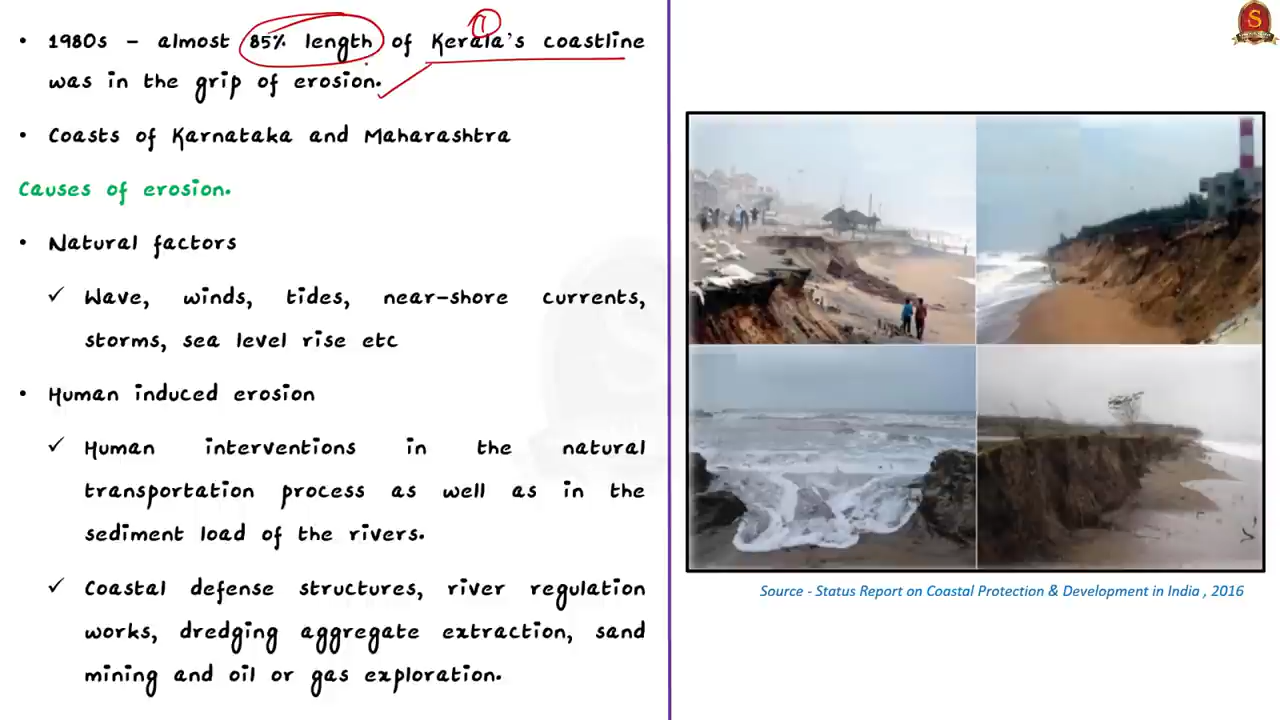 • 1980s – almost 85% length of Kerala's coastline
was in the grip of erosion.
• Coasts of Karnataka and Maharashtra
Causes of erosion.
• Natural factors
✓ Wave, winds, tides, near-shore currents,
storms, sea level rise etc
• Human induced erosion
✓ Human interventions in the natural
transportation process as well as in the
sediment load of the rivers.
✓ Coastal defense structures, river regulation
works, dredging aggregate extraction, sand
mining and oil or gas exploration.
S
Source - Status Report on Coastal Protection & Development in India , 2016